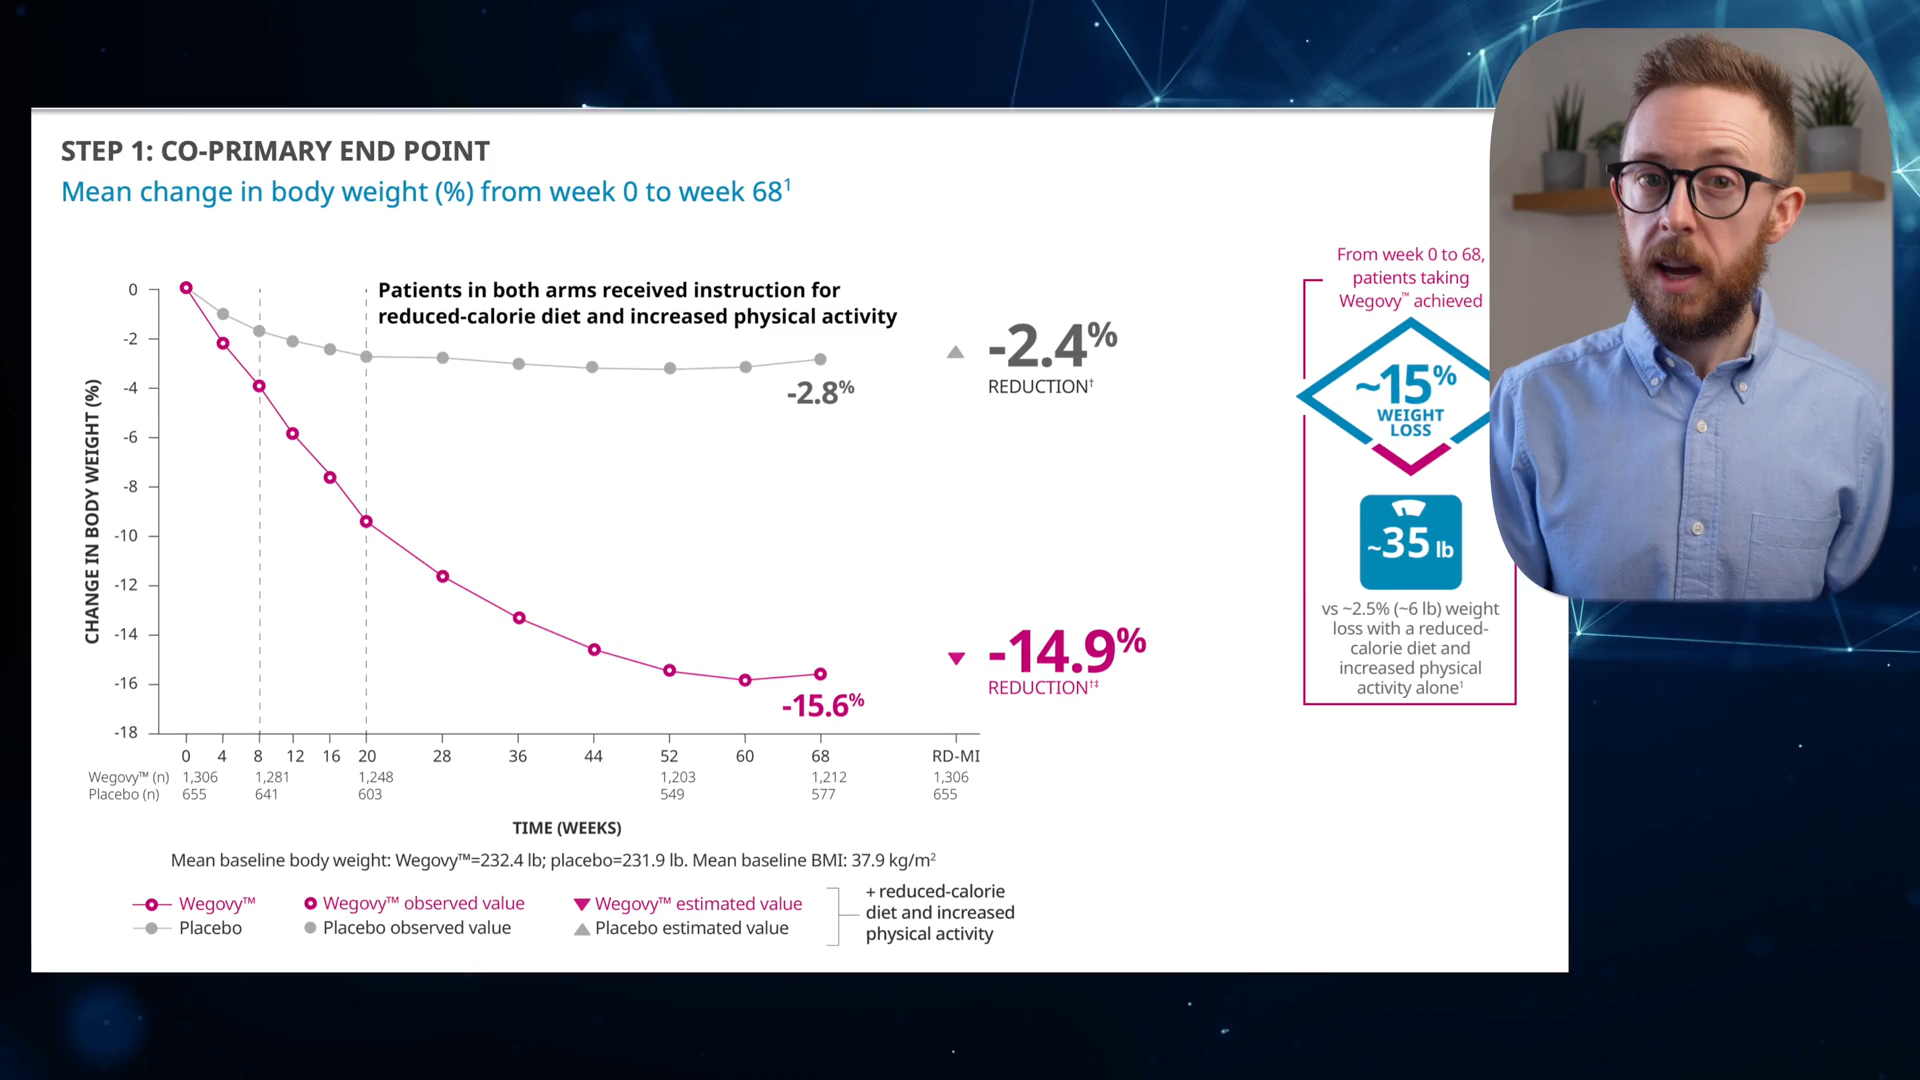 STEP 1: CO-PRIMARY END POINT
Mean change in body weight (%) from week 0 to week 68¹
CHANGE IN BODY WEIGHT (%)
0
-2
-4
-6
-8
-10
-12
-14
-16
-18
Patients in both arms received instruction for
reduced-calorie diet and increased physical activity
-2.8%
-15.6%
-2.4%
REDUCTION†
-14.9%
REDUCTION†‡
0 4 8 12 16 20 28 36 44 52 60 68 RD-MI
Wegovy™ (n) 1,306 1,281 1,248 1,203 1,212 1,306
Placebo (n) 655 641 603 549 577 655
TIME (WEEKS)
Mean baseline body weight: Wegovy™=232.4 lb; placebo=231.9 lb. Mean baseline BMI: 37.9 kg/m²
Wegovy™ Wegovy™ observed value Wegovy™ estimated value
Placebo Placebo observed value Placebo estimated value
+ reduced-calorie
diet and increased
physical activity
From week 0 to 68,
patients taking
Wegovy™ achieved
~15%
WEIGHT
LOSS
~35 lb
vs ~2.5% (~6 lb) weight
loss with a reduced-
calorie diet and
increased physical
activity alone¹